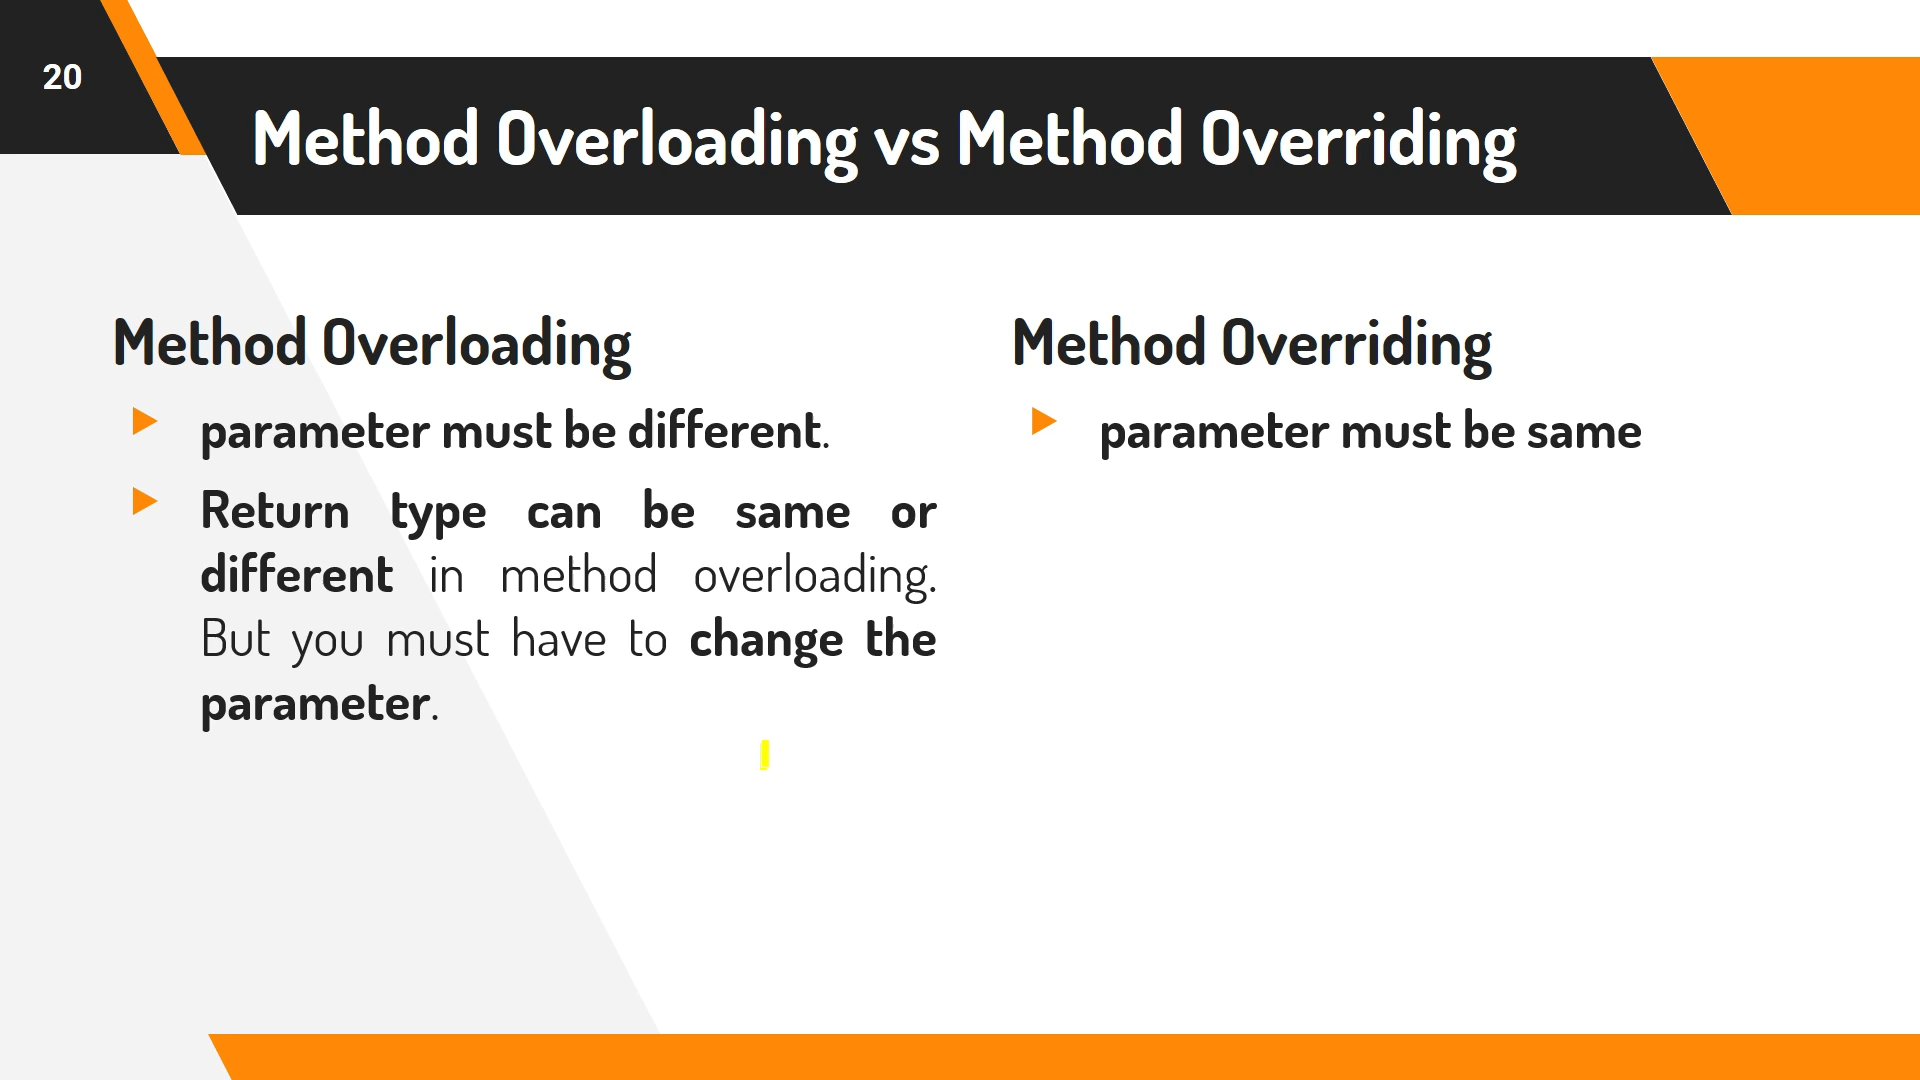 20
Method Overloading vs Method Overriding
Method Overloading
parameter must be different.
Return type can be same or
different in method overloading.
But you must have to change the
parameter.
Method Overriding
parameter must be same